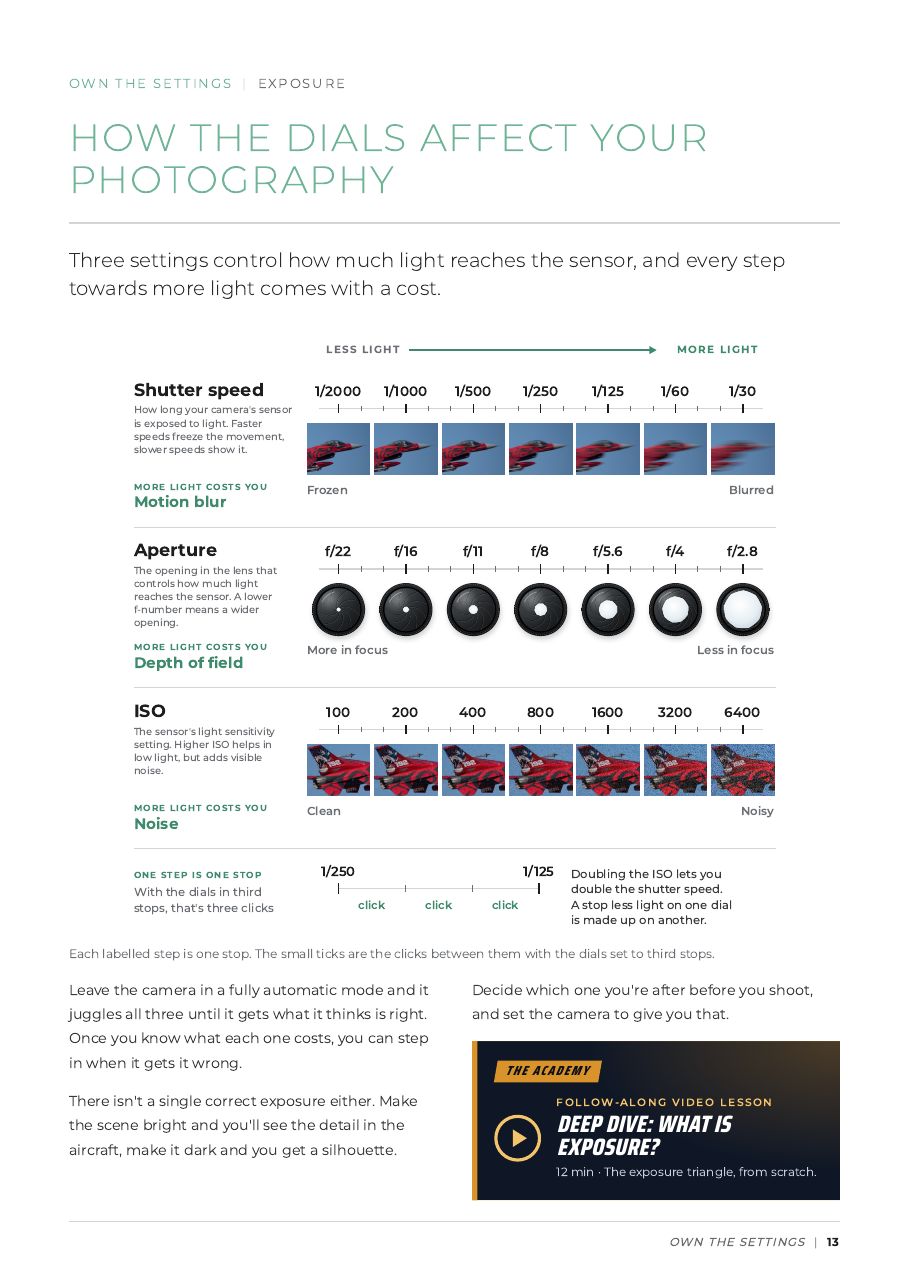 OWN THE SETTINGS | EXPOSURE
HOW THE DIALS AFFECT YOUR
PHOTOGRAPHY
Three settings control how much light reaches the sensor, and every step
towards more light comes with a cost.
LESS LIGHT MORE LIGHT
Shutter speed
How long your camera's sensor
is exposed to light. Faster
speeds freeze the movement,
slower speeds show it.
MORE LIGHT COSTS YOU
Motion blur
1/2000 1/1000 1/500 1/250 1/125 1/60 1/30
Frozen Blurred
Aperture
The opening in the lens that
controls how much light
reaches the sensor. A lower
f-number means a wider
opening.
MORE LIGHT COSTS YOU
Depth of field
f/22 f/16 f/11 f/8 f/5.6 f/4 f/2.8
More in focus Less in focus
ISO
The sensor's light sensitivity
setting. Higher ISO helps in
low light, but adds visible
noise.
MORE LIGHT COSTS YOU
Noise
100 200 400 800 1600 3200 6400
Clean Noisy
ONE STEP IS ONE STOP
With the dials in third
stops, that's three clicks
1/250 1/125
click click click
Doubling the ISO lets you
double the shutter speed.
A stop less light on one dial
is made up on another.
Each labelled step is one stop. The small ticks are the clicks between them with the dials set to third stops.
Leave the camera in a fully automatic mode and it
juggles all three until it gets what it thinks is right.
Once you know what each one costs, you can step
in when it gets it wrong.
There isn't a single correct exposure either. Make
the scene bright and you'll see the detail in the
aircraft, make it dark and you get a silhouette.
Decide which one you're after before you shoot,
and set the camera to give you that.
THE ACADEMY
FOLLOW-ALONG VIDEO LESSON
DEEP DIVE: WHAT IS
EXPOSURE?
12 min · The exposure triangle, from scratch.
OWN THE SETTINGS | 13